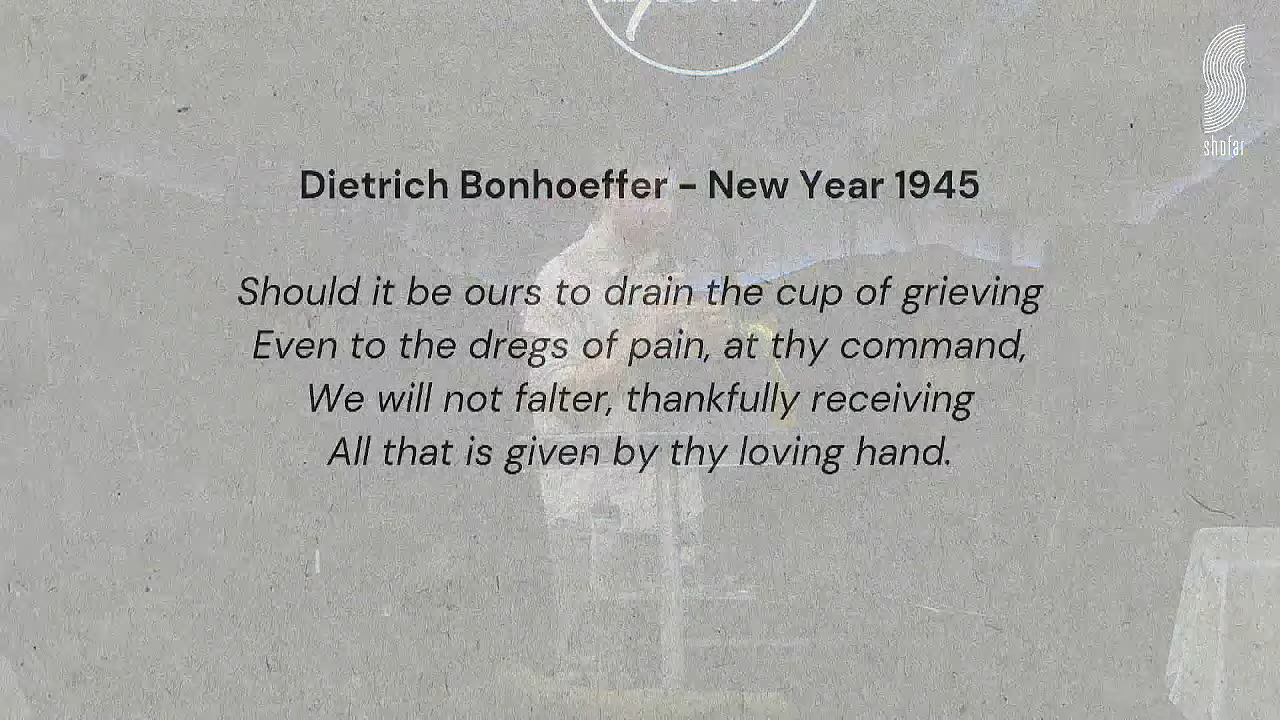 shofar
Dietrich Bonhoeffer - New Year 1945
Should it be ours to drain the cup of grieving
Even to the dregs of pain, at thy command,
We will not falter, thankfully receiving
All that is given by thy loving hand.